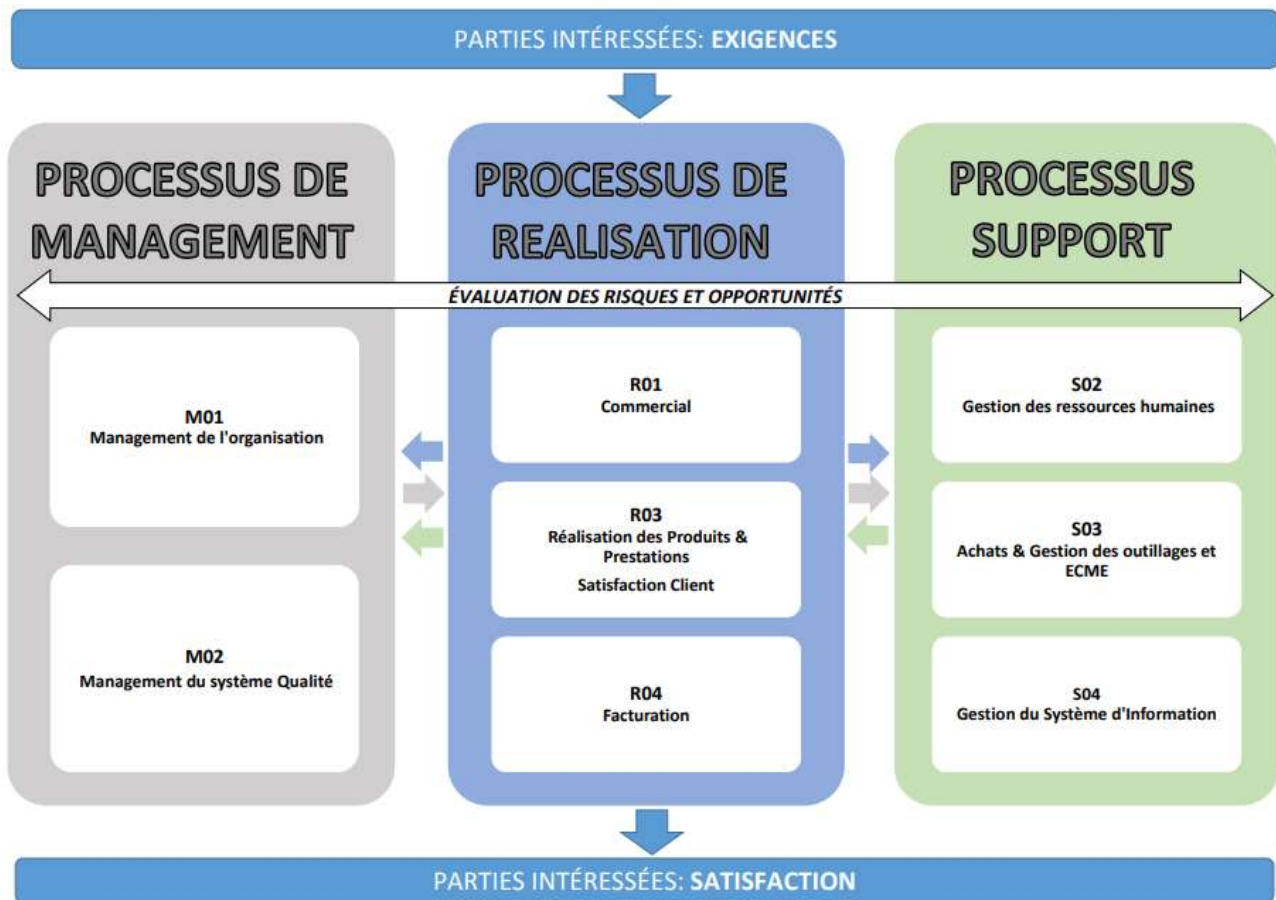 PARTIES INTÉRESSÉES: EXIGENCES
PROCESSUS DE
MANAGEMENT
PROCESSUS DE
REALISATION
PROCESSUS
SUPPORT
ÉVALUATION DES RISQUES ET OPPORTUNITÉS
M01
Management de l'organisation
M02
Management du système Qualité
R01
Commercial
R03
Réalisation des Produits &
Prestations
Satisfaction Client
R04
Facturation
S02
Gestion des ressources humaines
S03
Achats & Gestion des outillages et
ECME
S04
Gestion du Système d'Information
PARTIES INTÉRESSÉES: SATISFACTION